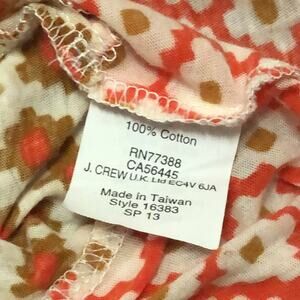 100% Cotton
RN77388
CA56445
J. CREW U.K. Ltd EC4V 6JA
Made in Taiwan
Style 16383
SP 13